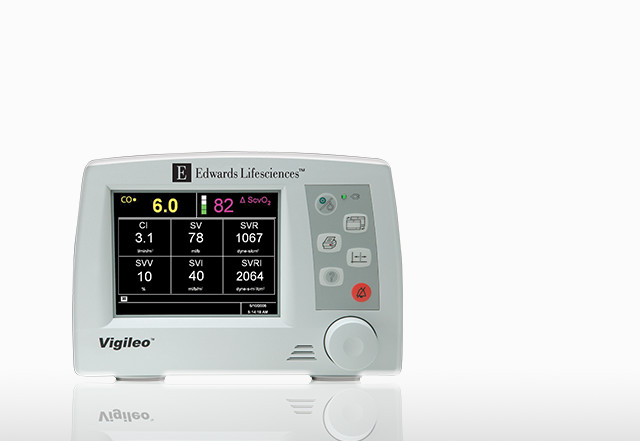 E Edwards Lifesciences™
CO• 6.0 82 Δ ScvO₂
CI SV SVR
3.1 78 1067
SVV SVI SVRI
10 40 2064
%
Vigileo™